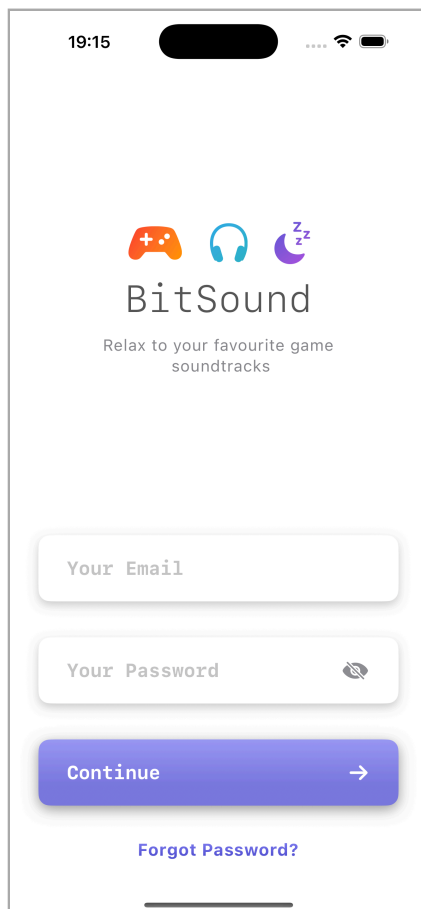 19:15
Z
z
z
BitSound
Relax to your favourite game
soundtracks
Your Email
Your Password
Continue
Forgot Password?